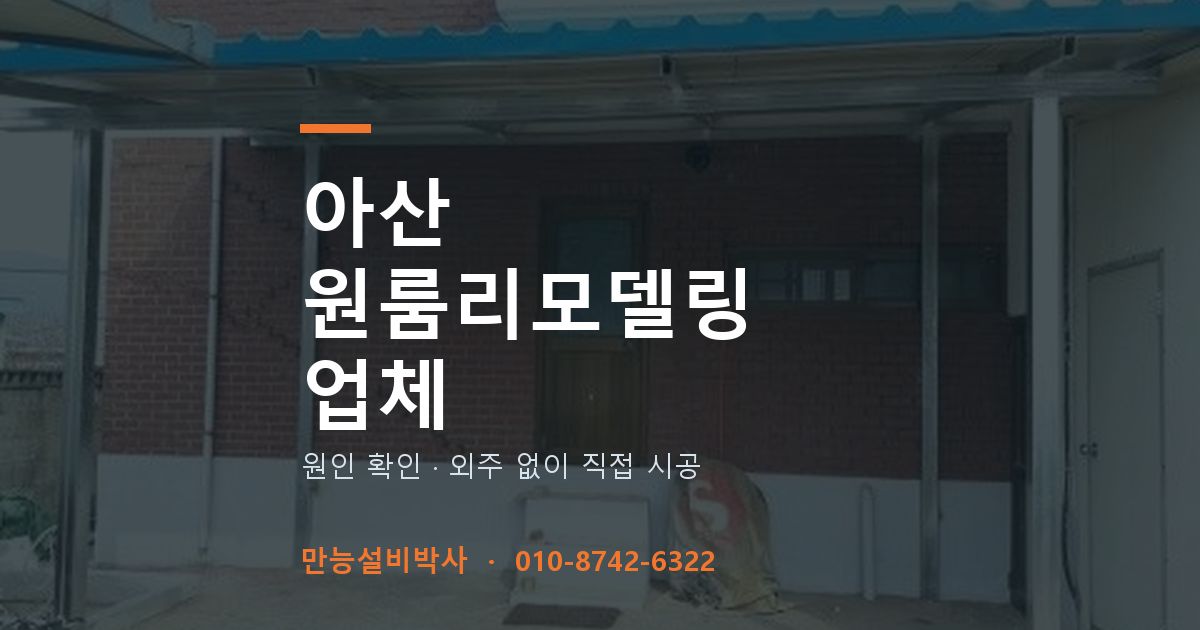 아산
원룸리모델링
업체
원인 확인 · 외주 없이 직접 시공
만능설비박사 · 010-8742-6322
S